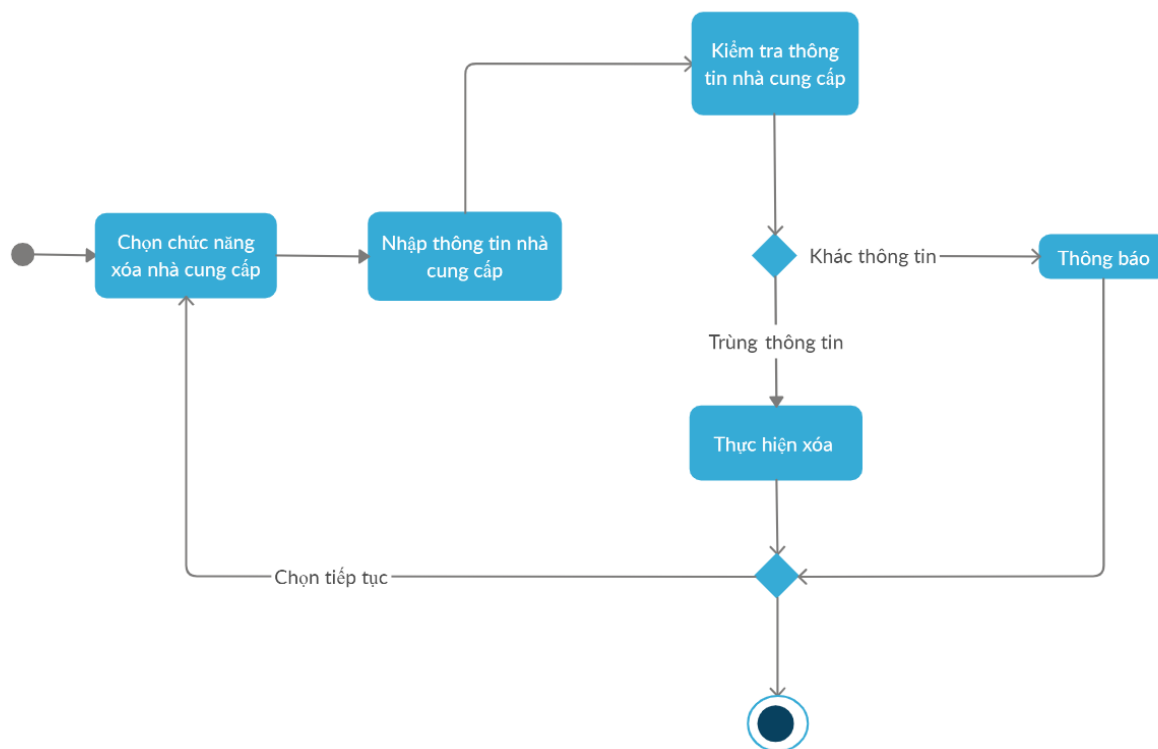 Kiểm tra thông
tin nhà cung cấp
Chọn chức năng
xóa nhà cung cấp
Nhập thông tin nhà
cung cấp
Khác thông tin
Thông báo
Trùng thông tin
Thực hiện xóa
Chọn tiếp tục